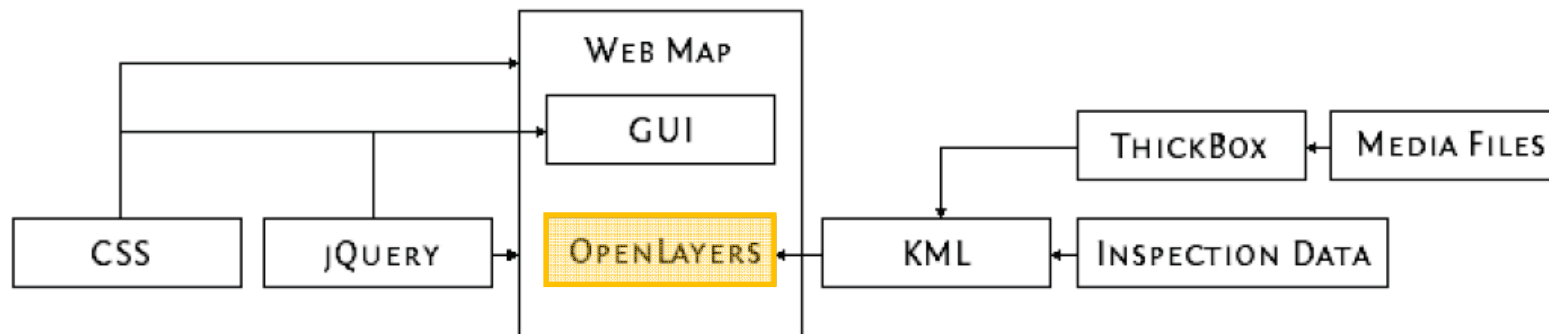 WEB MAP
GUI
THICKBOX
MEDIA FILES
CSS
JQUERY
OPENLAYERS
KML
INSPECTION DATA